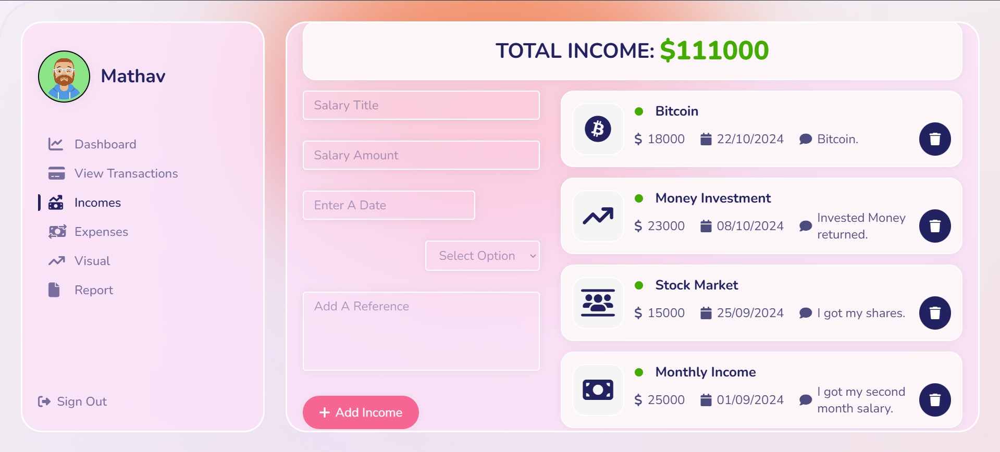 Mathav
Dashboard
View Transactions
Incomes
Expenses
Visual
Report
Sign Out
TOTAL INCOME: $111000
Salary Title
Salary Amount
Enter A Date
Select Option
Add A Reference
+ Add Income
Bitcoin
$ 18000 22/10/2024 Bitcoin.
Money Investment
$ 23000 08/10/2024 Invested Money
returned.
Stock Market
$ 15000 25/09/2024 I got my shares.
Monthly Income
$ 25000 01/09/2024 I got my second
month salary.